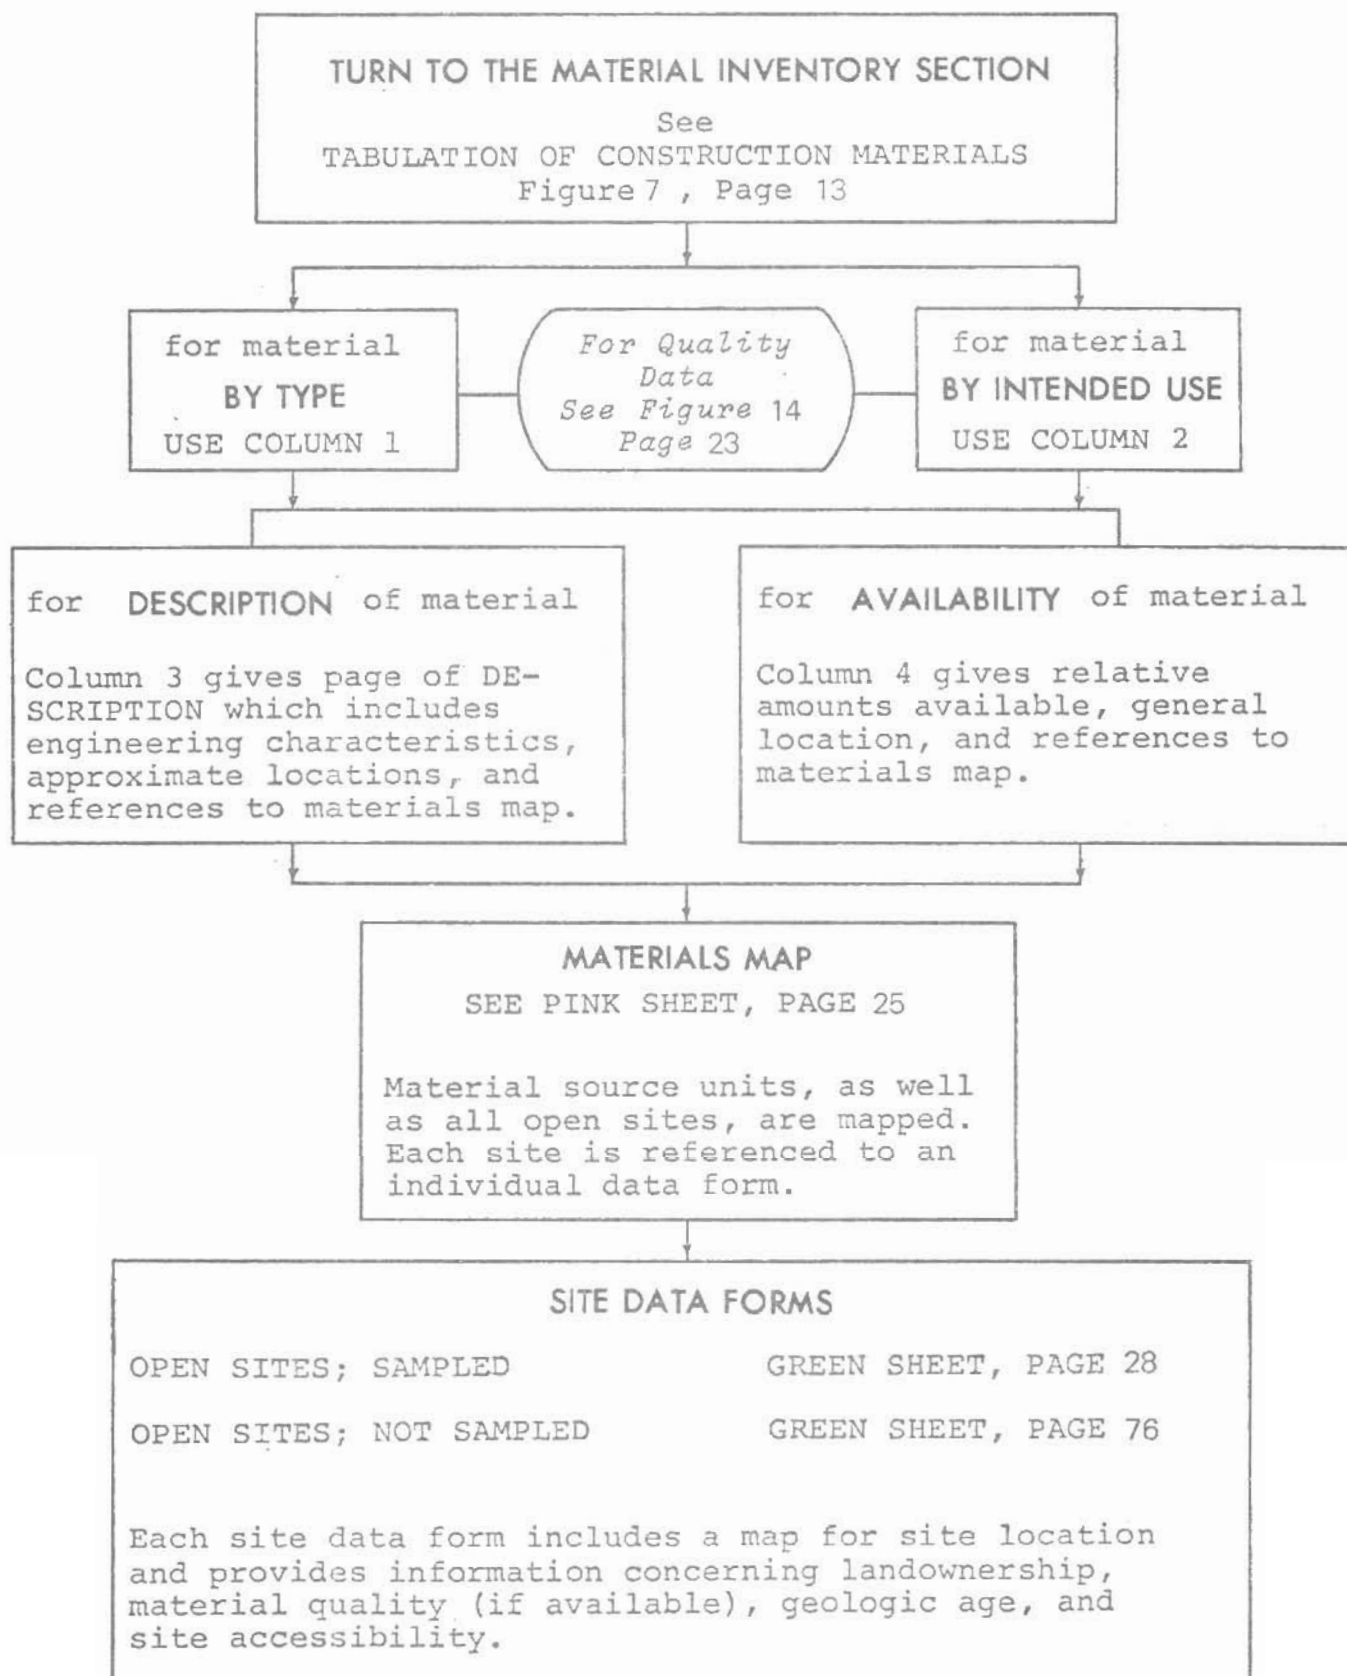 TURN TO THE MATERIAL INVENTORY SECTION
See
TABULATION OF CONSTRUCTION MATERIALS
Figure 7 , Page 13
for material
BY TYPE
USE COLUMN 1
For Quality
Data
See Figure 14
Page 23
for material
BY INTENDED USE
USE COLUMN 2
for DESCRIPTION of material
Column 3 gives page of DE-
SCRIPTION which includes
engineering characteristics,
approximate locations, and
references to materials map.
for AVAILABILITY of material
Column 4 gives relative
amounts available, general
location, and references to
materials map.
MATERIALS MAP
SEE PINK SHEET, PAGE 25
Material source units, as well
as all open sites, are mapped.
Each site is referenced to an
individual data form.
SITE DATA FORMS
OPEN SITES; SAMPLED GREEN SHEET, PAGE 28
OPEN SITES; NOT SAMPLED GREEN SHEET, PAGE 76
Each site data form includes a map for site location
and provides information concerning landownership,
material quality (if available), geologic age, and
site accessibility.